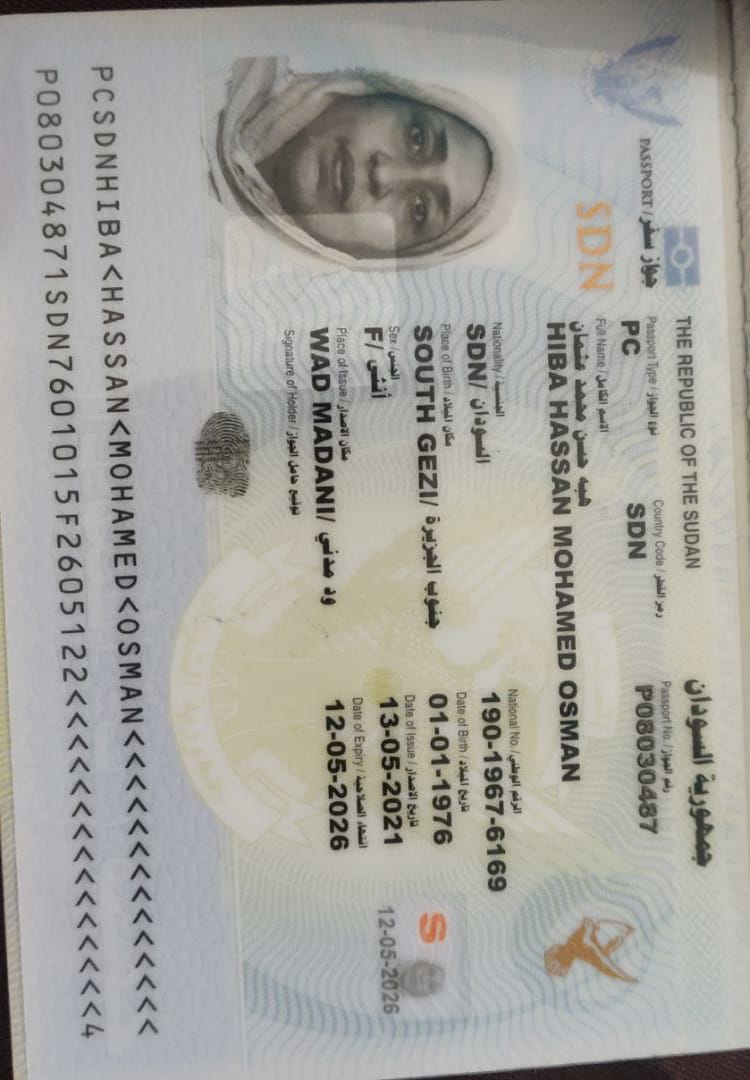 THE REPUBLIC OF THE SUDAN جمهورية السودان
PASSPORT / جواز سفر
Passport Type / نوع الجواز Country Code / رمز القطر Passport No. / رقم الجواز
PC SDN P08030487
SDN
Full Name / الاسم الكامل
هبه حسن محمد عثمان
HIBA HASSAN MOHAMED OSMAN
Nationality / الجنسية National No. / الرقم الوطني
SDN/ السودان 190-1967-6169
Place of Birth / مكان الميلاد Date of Birth / تاريخ الميلاد
SOUTH GEZI/ جنوب الجزيرة 01-01-1976
Sex / الجنس Date of Issue / تاريخ الاصدار
F/ أنثى 13-05-2021
Place of Issue / مكان الاصدار Date of Expiry / انتهاء الصلاحية
WAD MADANI/ ود مدني 12-05-2026
S
12-05-2026
Signature of Holder / توقيع حامل الجواز
PCSDNHIBA<HASSAN<MOHAMED<OSMAN<<<<<<<<<<<<<<
P080304871SDN7601015F2605122<<<<<<<<<<<<<<<4